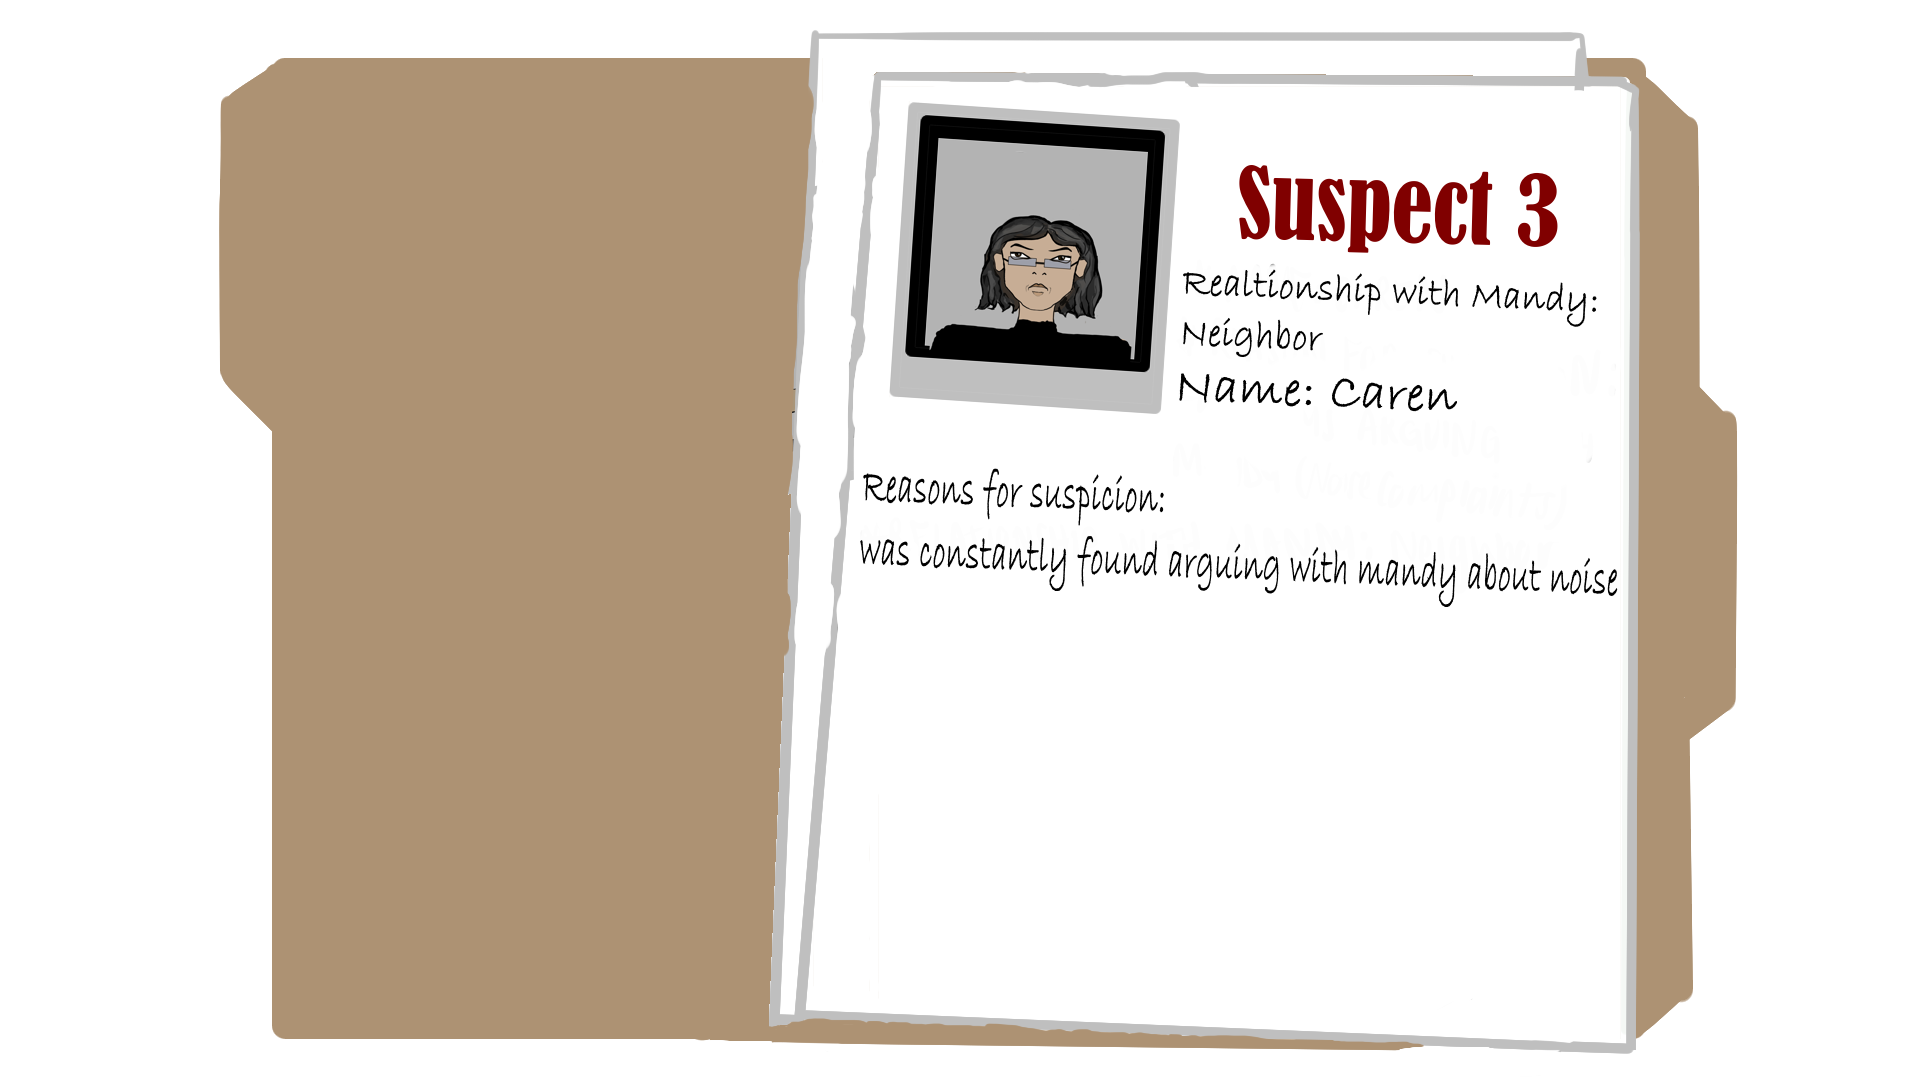 Suspect 3
Realtionship with Mandy:
Neighbor
Name: Caren
Reasons for suspicion:
was constantly found arguing with mandy about noise